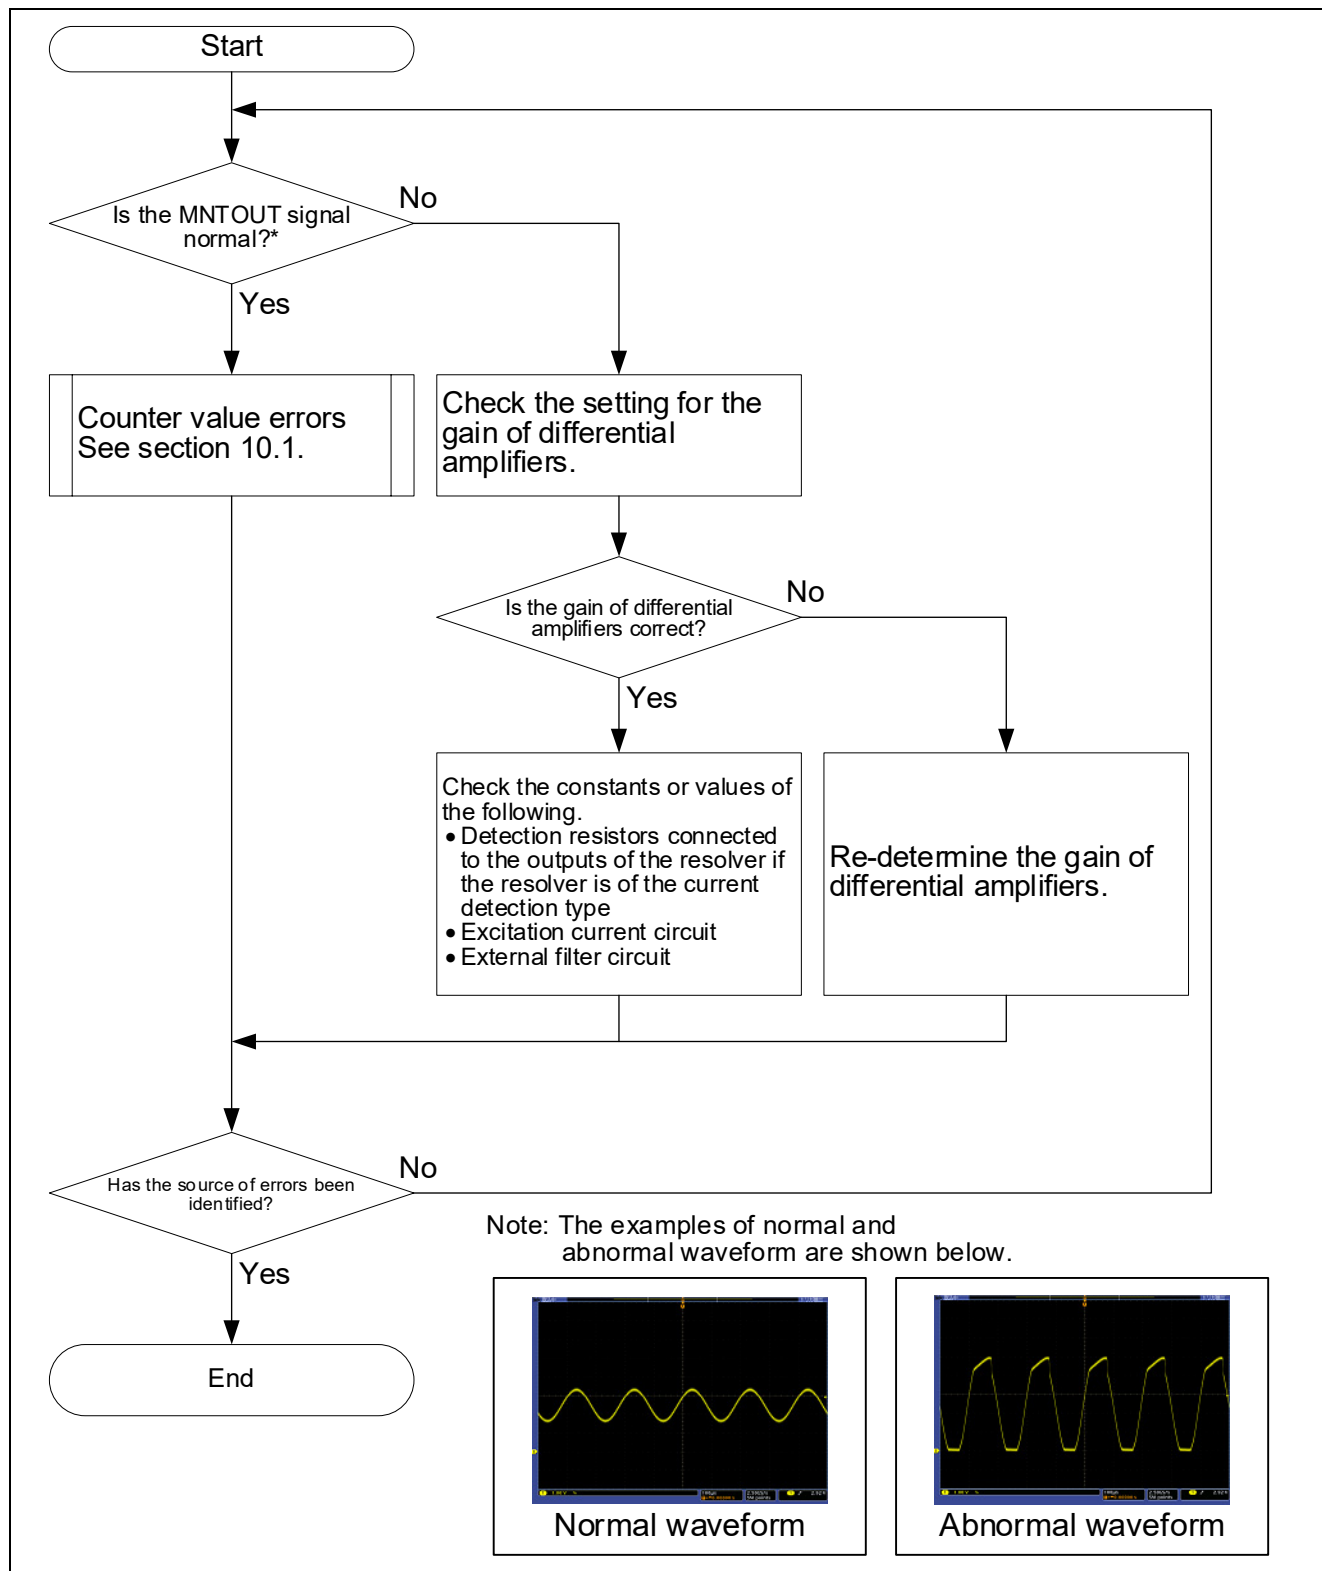 Start
Is the MNTOUT signal
normal?*
No
Yes
Counter value errors
See section 10.1.
Check the setting for the
gain of differential
amplifiers.
Is the gain of differential
amplifiers correct?
No
Yes
Check the constants or values of
the following.
• Detection resistors connected
to the outputs of the resolver if
the resolver is of the current
detection type
• Excitation current circuit
• External filter circuit
Re-determine the gain of
differential amplifiers.
Has the source of errors been
identified?
No
Yes
End
Note: The examples of normal and
abnormal waveform are shown below.
Normal waveform
Abnormal waveform